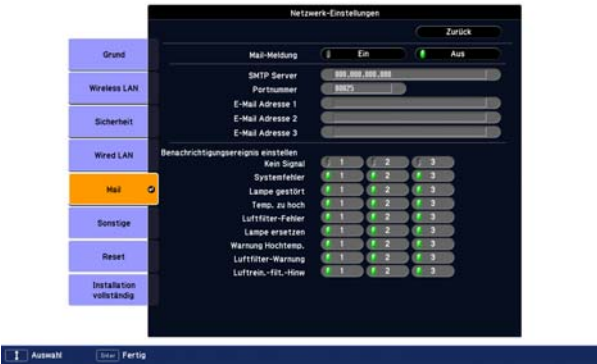 Netzwerk-Einstellungen
Zurück
Grund
Wireless LAN
Sicherheit
Wired LAN
Mail
Sonstige
Reset
Installation
vollständig
Mail-Meldung Ein Aus
SMTP Server 000.000.000.000
Portnummer 00025
E-Mail Adresse 1
E-Mail Adresse 2
E-Mail Adresse 3
Benachrichtigungsereignis einstellen
Kein Signal 1 2 3
Systemfehler 1 2 3
Lampe gestört 1 2 3
Temp. zu hoch 1 2 3
Luftfilter-Fehler 1 2 3
Lampe ersetzen 1 2 3
Warnung Hochtemp. 1 2 3
Luftfilter-Warnung 1 2 3
Luftrein.-filt.-Hinw 1 2 3
Auswahl Enter Fertig